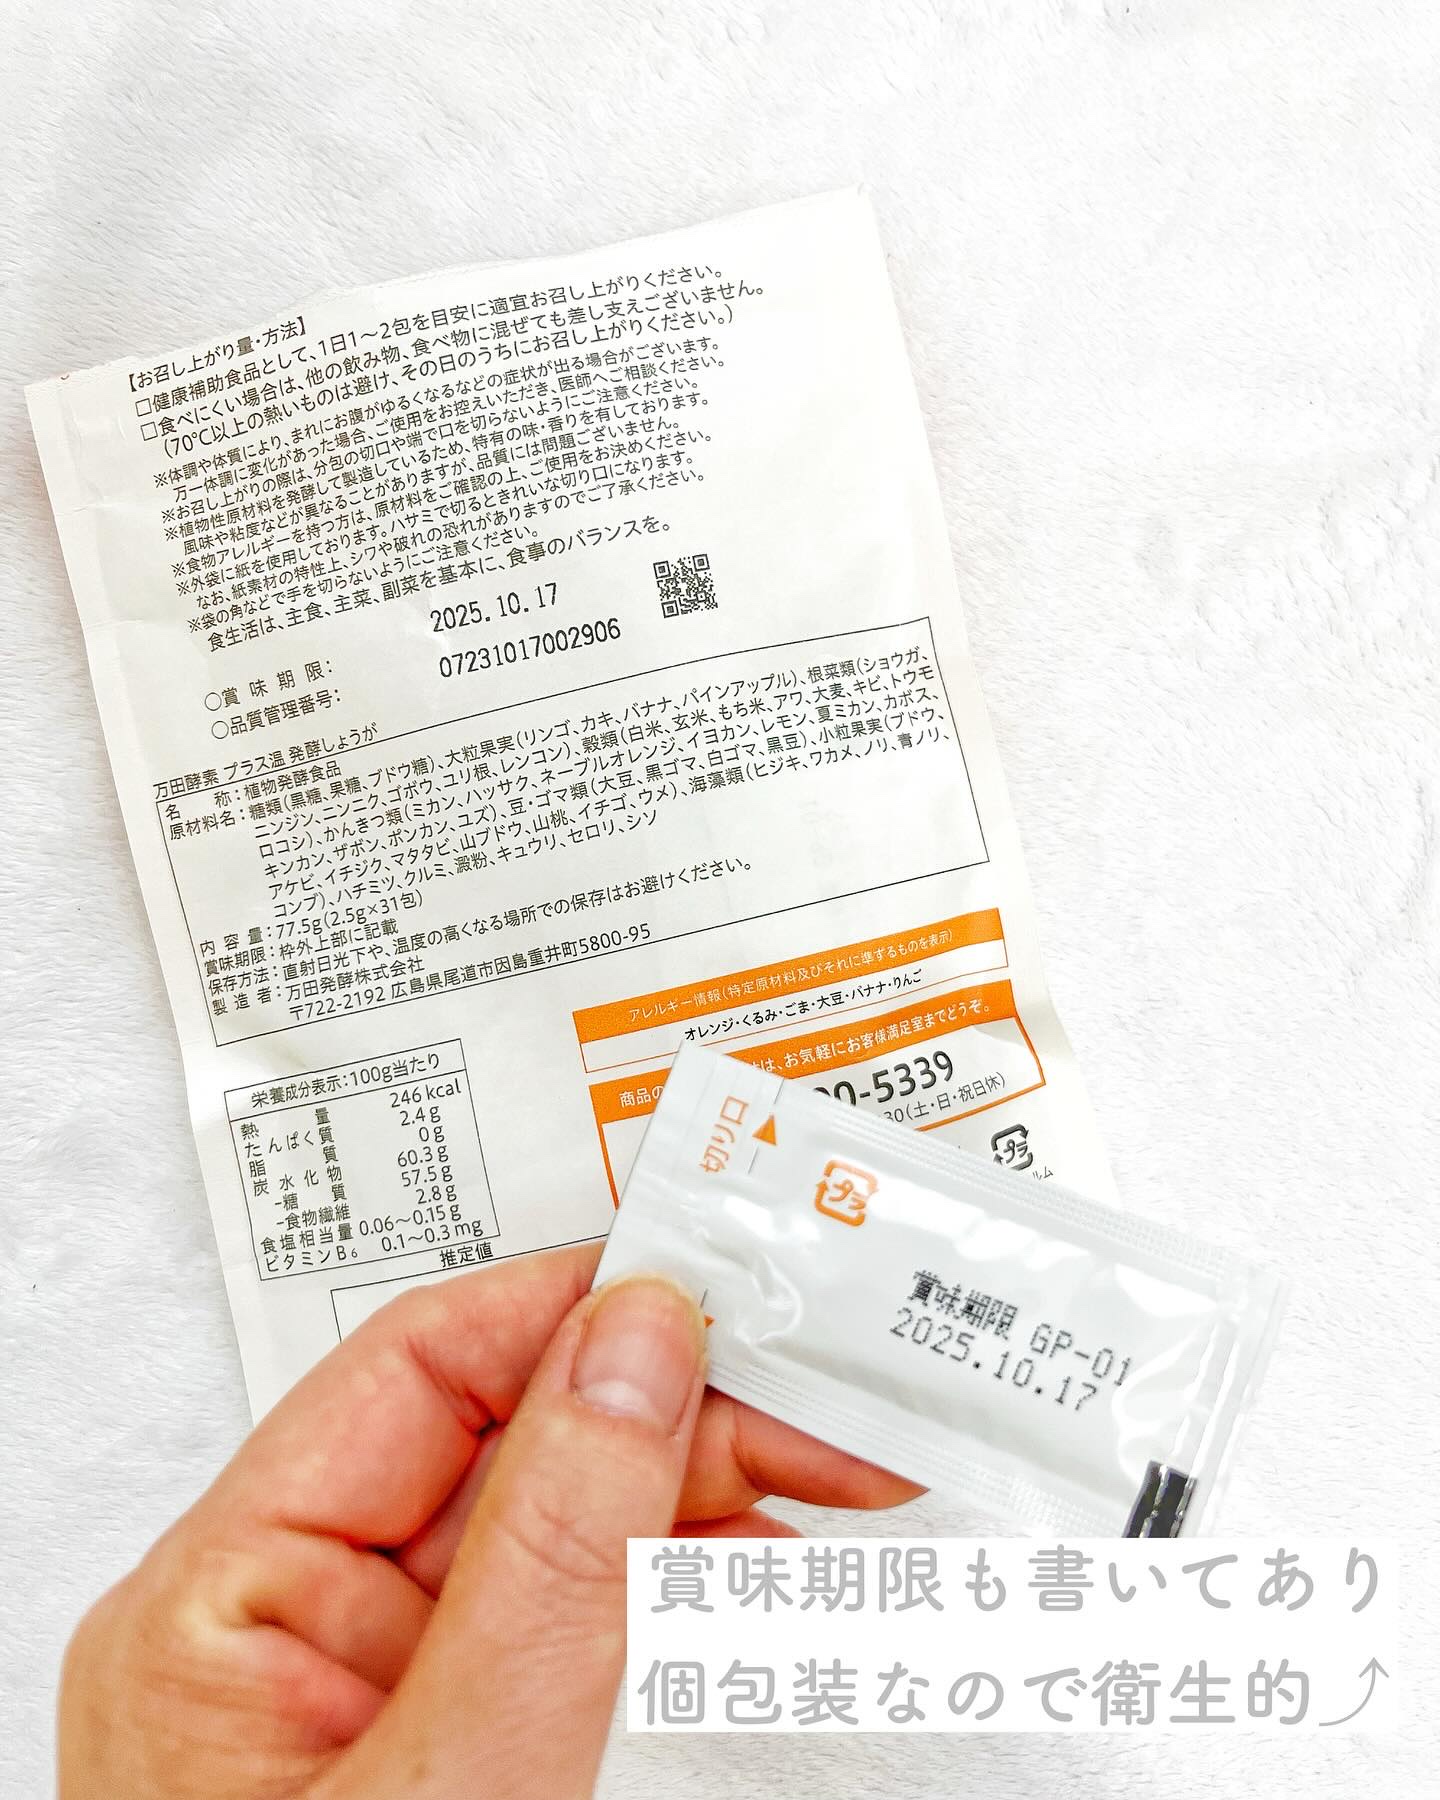 【お召し上がり量・方法】
□健康補助食品として、1日1〜2包を目安に適宜お召し上がりください。
□食べにくい場合は、他の飲み物、食べ物に混ぜても差し支えございません。
(70℃以上の熱いものは避け、その日のうちにお召し上がりください。)
※体調や体質により、まれにお腹がゆるくなるなどの症状が出る場合がございます。
万一体調に変化があった場合、ご使用をお控えいただき、医師へご相談ください。
※お召し上がりの際は、分包の切口や端で口を切らないようにご注意ください。
※植物性原材料を発酵して製造しているため、特有の味・香りを有しております。
風味や粘度などが異なることがありますが、品質には問題ございません。
※食物アレルギーを持つ方は、原材料をご確認の上、ご使用をお決めください。
※外袋に紙を使用しております。ハサミで切るときれいな切り口になります。
なお、紙素材の特性上、シワや破れの恐れがありますのでご了承ください。
※袋の角などで手を切らないようにご注意ください。
食生活は、主食、主菜、副菜を基本に、食事のバランスを。
○賞味期限: 2025.10.17
○品質管理番号: 07231017002906
万田酵素 プラス温 発酵しょうが
名称:植物発酵食品
原材料名:糖類(黒糖、果糖、ブドウ糖)、大粒果実(リンゴ、カキ、バナナ、パインアップル)、根菜類(ショウガ、
ニンジン、ニンニク、ゴボウ、ユリ根、レンコン)、穀類(白米、玄米、もち米、アワ、大麦、キビ、トウモ
ロコシ)、かんきつ類(ミカン、ハッサク、ネーブルオレンジ、イヨカン、レモン、夏ミカン、カボス、
キンカン、ザボン、ポンカン、ユズ)、豆・ゴマ類(大豆、黒ゴマ、白ゴマ、黒豆)、小粒果実(ブドウ、
アケビ、イチジク、マタタビ、山ブドウ、山桃、イチゴ、ウメ)、海藻類(ヒジキ、ワカメ、ノリ、青ノリ、
コンブ)、ハチミツ、クルミ、澱粉、キュウリ、セロリ、シソ
内容量:77.5g(2.5g×31包)
賞味期限:枠外上部に記載
保存方法:直射日光下や、温度の高くなる場所での保存はお避けください。
製造者:万田発酵株式会社
〒722-2192 広島県尾道市因島重井町5800-95
アレルギー情報(特定原材料及びそれに準ずるものを表示)
オレンジ・くるみ・ごま・大豆・バナナ・りんご
商品の は、お気軽にお客様満足室までどうぞ。
00-5339
30(土・日・祝日休)
栄養成分表示:100g当たり
熱量 246kcal
たんぱく質 2.4g
脂質 0g
炭水化物 60.3g
-糖質 57.5g
-食物繊維 2.8g
食塩相当量 0.06〜0.15g
ビタミンB6 0.1〜0.3mg
推定値
プラ
ルム
切り口
プラ
賞味期限 GP-01
2025.10.17
賞味期限も書いてあり
個包装なので衛生的⤴